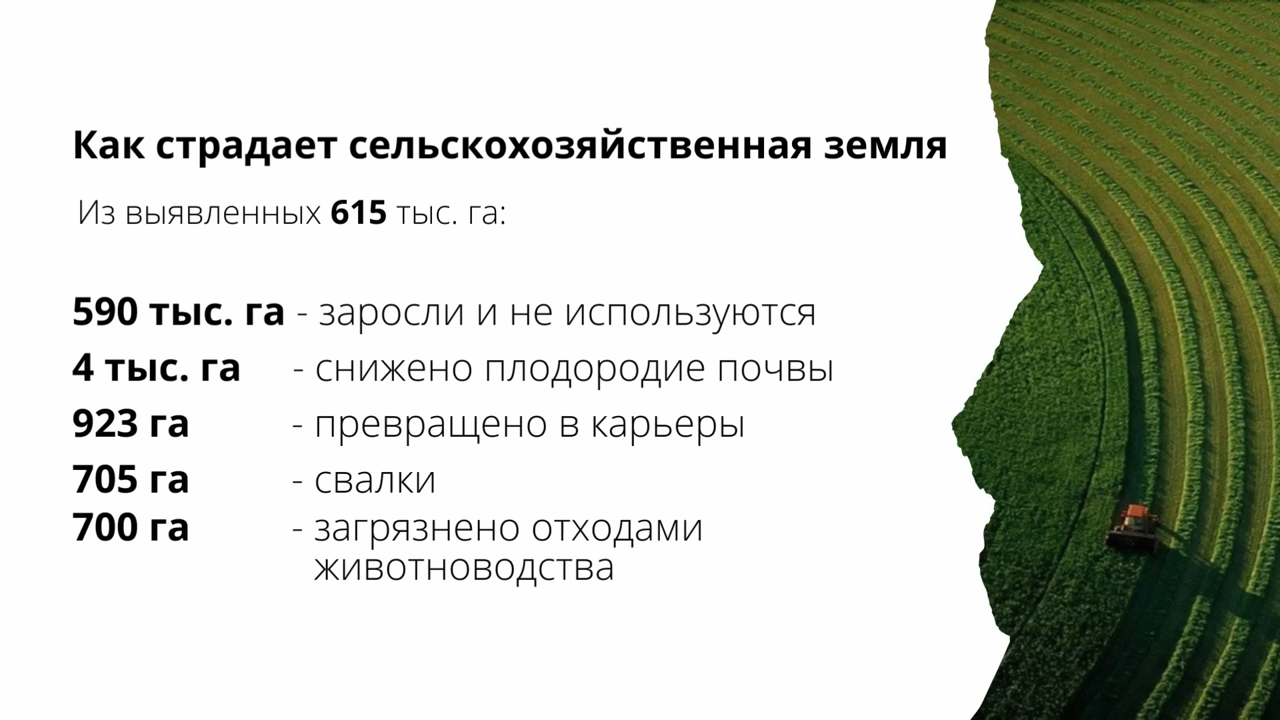 Как страдает сельскохозяйственная земля
Из выявленных 615 тыс. га:
590 тыс. га - заросли и не используются
4 тыс. га - снижено плодородие почвы
923 га - превращено в карьеры
705 га - свалки
700 га - загрязнено отходами
животноводства